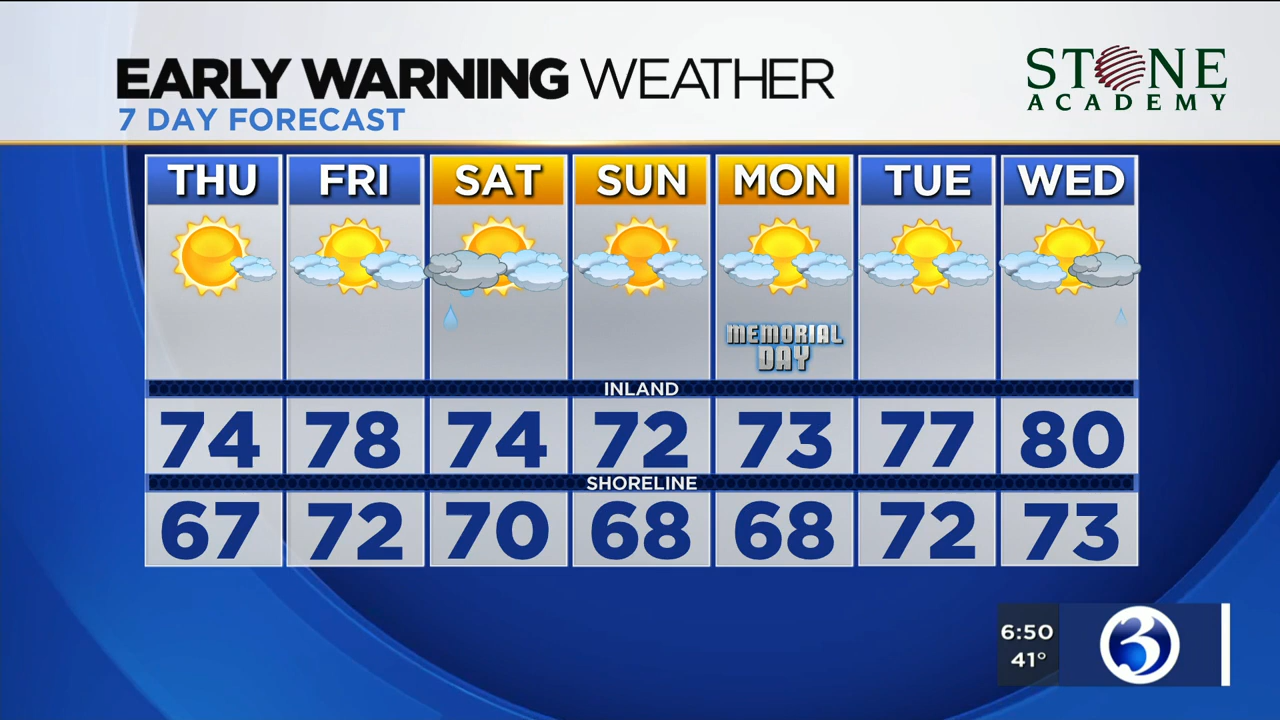 EARLY WARNING WEATHER
7 DAY FORECAST
STONE
ACADEMY
THU FRI SAT SUN MON TUE WED
MEMORIAL
DAY
INLAND
74 78 74 72 73 77 80
SHORELINE
67 72 70 68 68 72 73
6:50
41°
3